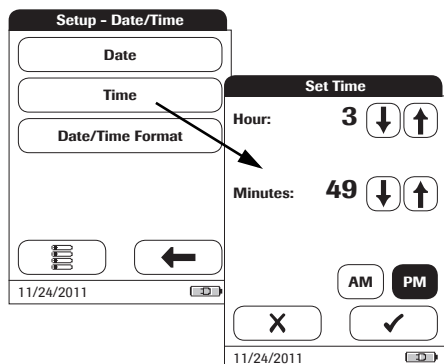 Setup - Date/Time
Date
Time
Date/Time Format
11/24/2011
Set Time
Hour: 3
Minutes: 49
AM PM
11/24/2011